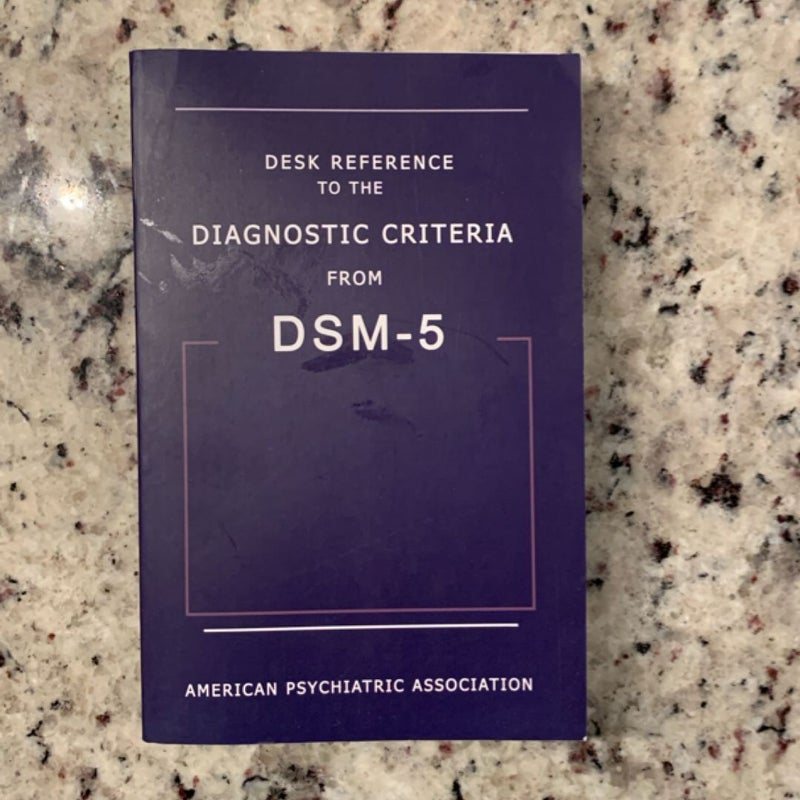 DESK REFERENCE
TO THE
DIAGNOSTIC CRITERIA
FROM
DSM-5
AMERICAN PSYCHIATRIC ASSOCIATION